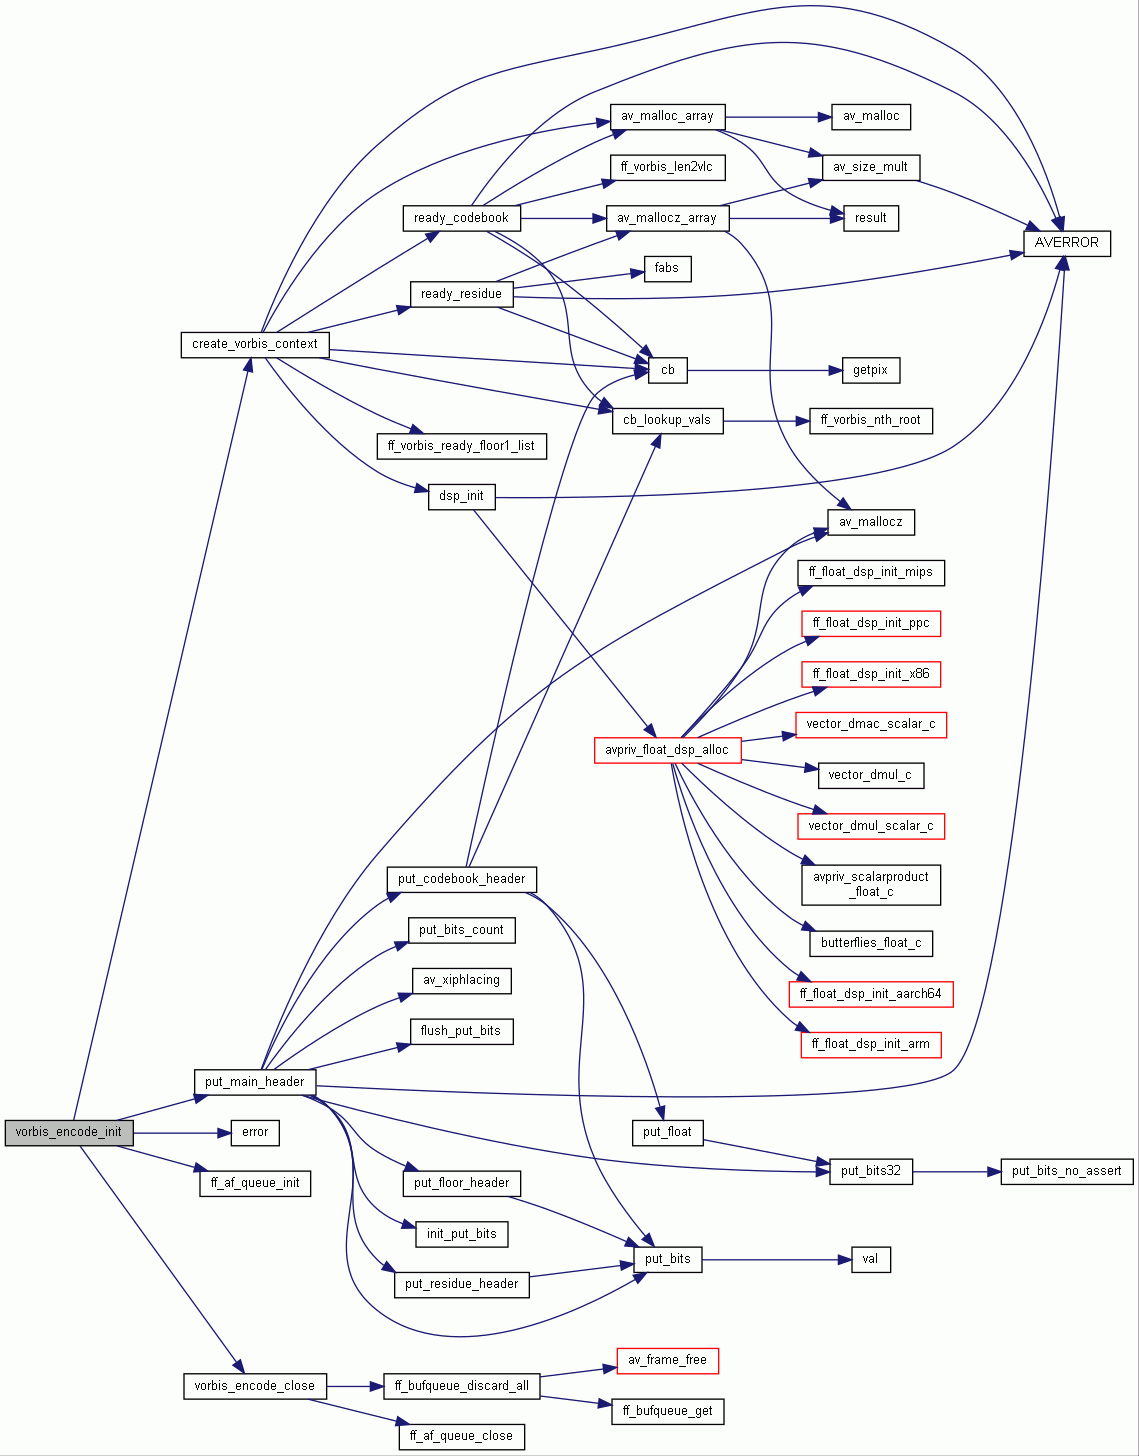 av_malloc_array
av_malloc
ff_vorbis_len2vlc
av_size_mult
ready_codebook
av_mallocz_array
result
AVERROR
fabs
ready_residue
create_vorbis_context
cb
getpix
cb_lookup_vals
ff_vorbis_nth_root
ff_vorbis_ready_floor1_list
dsp_init
av_mallocz
ff_float_dsp_init_mips
ff_float_dsp_init_ppc
ff_float_dsp_init_x86
vector_dmac_scalar_c
avpriv_float_dsp_alloc
vector_dmul_c
vector_dmul_scalar_c
avpriv_scalarproduct
_float_c
put_codebook_header
put_bits_count
butterflies_float_c
av_xiphlacing
ff_float_dsp_init_aarch64
flush_put_bits
ff_float_dsp_init_arm
put_main_header
vorbis_encode_init
error
put_float
ff_af_queue_init
put_floor_header
put_bits32
put_bits_no_assert
init_put_bits
put_bits
val
put_residue_header
av_frame_free
vorbis_encode_close
ff_bufqueue_discard_all
ff_bufqueue_get
ff_af_queue_close